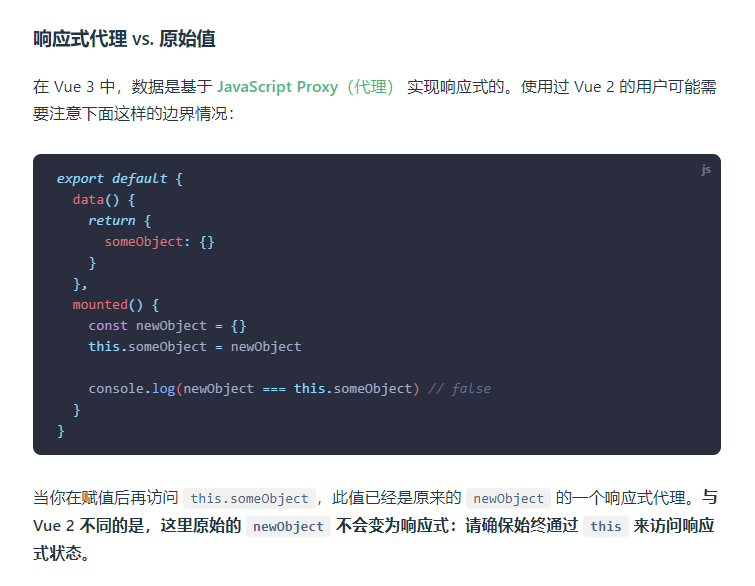 响应式代理 vs. 原始值
在 Vue 3 中，数据是基于 JavaScript Proxy（代理） 实现响应式的。使用过 Vue 2 的用户可能需
要注意下面这样的边界情况：
js
export default {
  data() {
    return {
      someObject: {}
    }
  },
  mounted() {
    const newObject = {}
    this.someObject = newObject

    console.log(newObject === this.someObject) // false
  }
}
当你在赋值后再访问 this.someObject，此值已经是原来的 newObject 的一个响应式代理。与
Vue 2 不同的是，这里原始的 newObject 不会变为响应式：请确保始终通过 this 来访问响应
式状态。